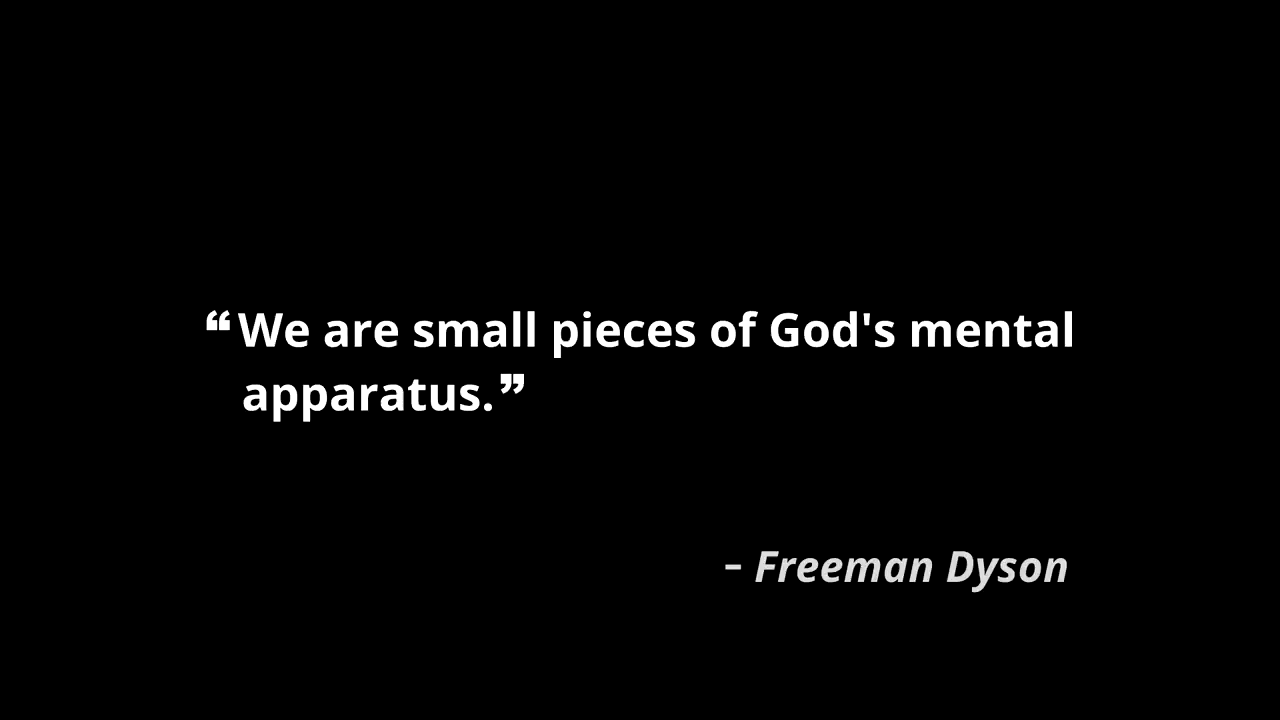 ❝We are small pieces of God's mental
apparatus.❞
- Freeman Dyson